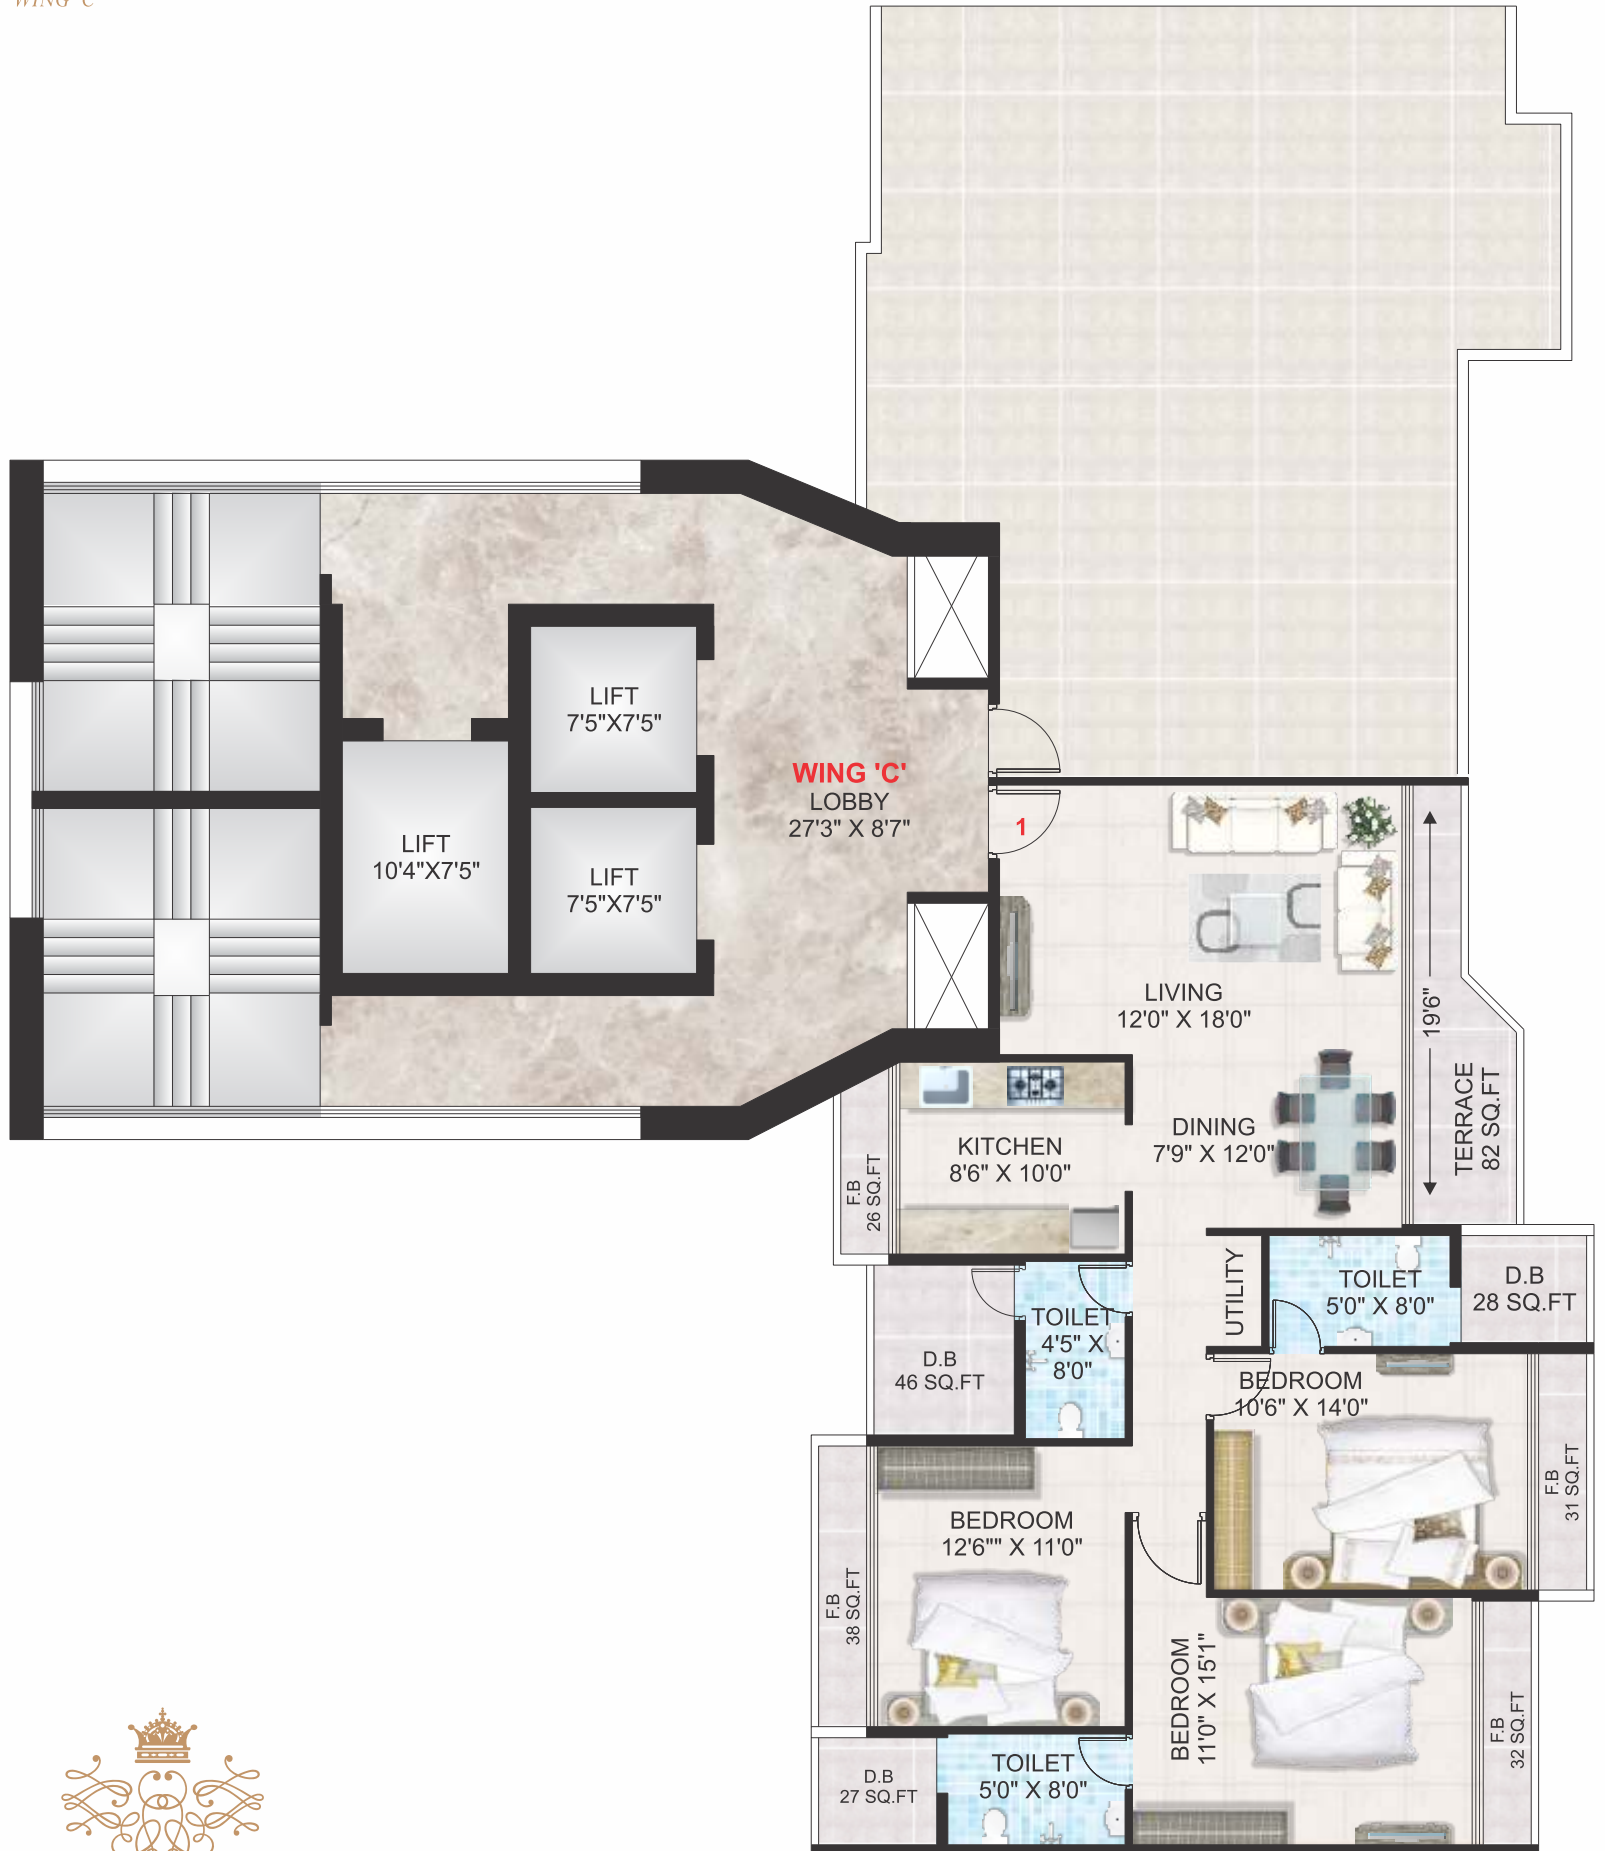 WING 'C'
LIFT
7'5"X7'5"
WING 'C'
LOBBY
27'3" X 8'7"
1
LIFT
10'4"X7'5"
LIFT
7'5"X7'5"
LIVING
12'0" X 18'0"
19'6"
TERRACE
82 SQ.FT
DINING
7'9" X 12'0"
KITCHEN
8'6" X 10'0"
F.B
26 SQ.FT
UTILITY
TOILET
5'0" X 8'0"
D.B
28 SQ.FT
TOILET
4'5" X
8'0"
D.B
46 SQ.FT
BEDROOM
10'6" X 14'0"
F.B
31 SQ.FT
BEDROOM
12'6"" X 11'0"
F.B
38 SQ.FT
BEDROOM
11'0" X 15'1"
F.B
32 SQ.FT
TOILET
5'0" X 8'0"
D.B
27 SQ.FT